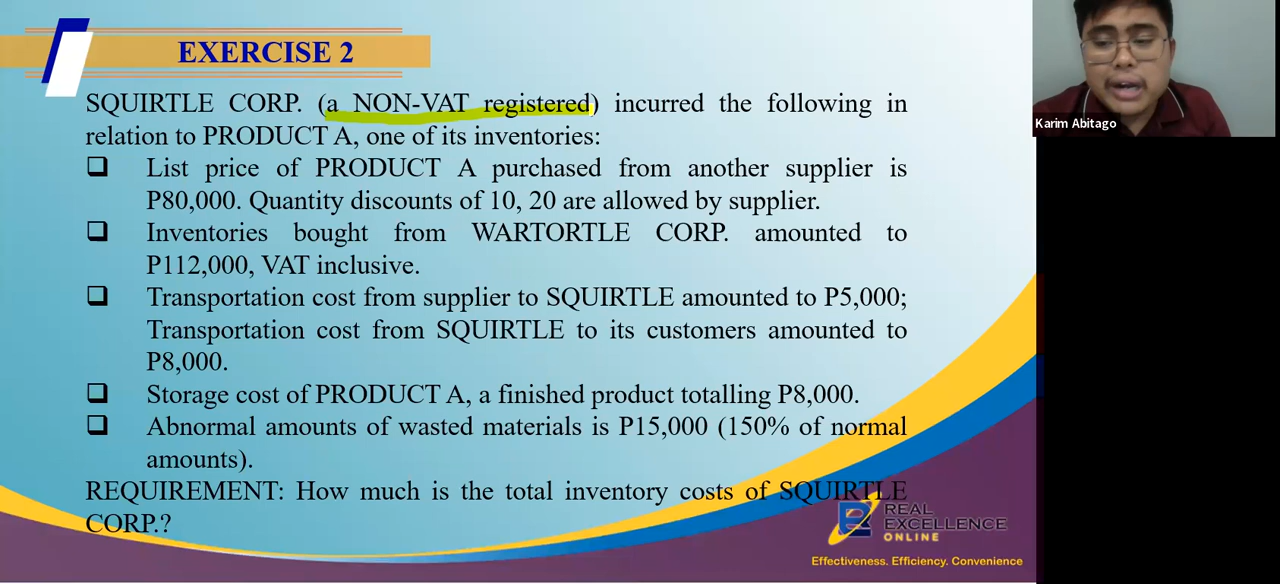 EXERCISE 2
SQUIRTLE CORP. (a NON-VAT registered) incurred the following in
relation to PRODUCT A, one of its inventories:
❑ List price of PRODUCT A purchased from another supplier is
P80,000. Quantity discounts of 10, 20 are allowed by supplier.
❑ Inventories bought from WARTORTLE CORP. amounted to
P112,000, VAT inclusive.
❑ Transportation cost from supplier to SQUIRTLE amounted to P5,000;
Transportation cost from SQUIRTLE to its customers amounted to
P8,000.
❑ Storage cost of PRODUCT A, a finished product totalling P8,000.
❑ Abnormal amounts of wasted materials is P15,000 (150% of normal
amounts).
REQUIREMENT: How much is the total inventory costs of SQUIRTLE
CORP.?
REAL
EXCELLENCE
ONLINE
Effectiveness. Efficiency. Convenience
Karim Abitago